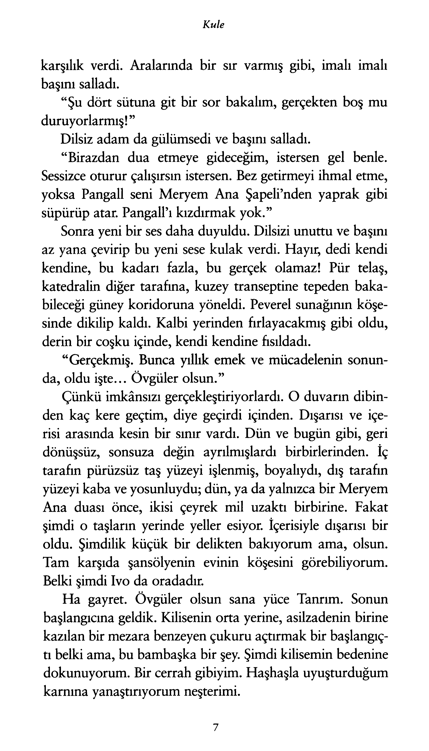 Kule
karşılık verdi. Aralarında bir sır varmış gibi, imalı imalı
başını salladı.
“Şu dört sütuna git bir sor bakalım, gerçekten boş mu
duruyorlarmış!”
Dilsiz adam da gülümsedi ve başını salladı.
“Birazdan dua etmeye gideceğim, istersen gel benle.
Sessizce oturur çalışırsın istersen. Bez getirmeyi ihmal etme,
yoksa Pangall seni Meryem Ana Şapeli’nden yaprak gibi
süpürüp atar. Pangall’ı kızdırmak yok.”
Sonra yeni bir ses daha duyuldu. Dilsizi unuttu ve başını
az yana çevirip bu yeni sese kulak verdi. Hayır, dedi kendi
kendine, bu kadarı fazla, bu gerçek olamaz! Pür telaş,
katedralin diğer tarafına, kuzey transeptine tepeden baka-
bileceği güney koridoruna yöneldi. Peverel sunağının köşe-
sinde dikilip kaldı. Kalbi yerinden fırlayacakmış gibi oldu,
derin bir coşku içinde, kendi kendine fısıldadı.
“Gerçekmiş. Bunca yıllık emek ve mücadelenin sonun-
da, oldu işte... Övgüler olsun.”
Çünkü imkânsızı gerçekleştiriyorlardı. O duvarın dibin-
den kaç kere geçtim, diye geçirdi içinden. Dışarısı ve içe-
risi arasında kesin bir sınır vardı. Dün ve bugün gibi, geri
dönüşsüz, sonsuza değin ayrılmışlardı birbirlerinden. İç
tarafın pürüzsüz taş yüzeyi işlenmiş, boyalıydı, dış tarafın
yüzeyi kaba ve yosunluydu; dün, ya da yalnızca bir Meryem
Ana duası önce, ikisi çeyrek mil uzaktı birbirine. Fakat
şimdi o taşların yerinde yeller esiyor. İçerisiyle dışarısı bir
oldu. Şimdilik küçük bir delikten bakıyorum ama, olsun.
Tam karşıda şansölyenin evinin köşesini görebiliyorum.
Belki şimdi Ivo da oradadır.
Ha gayret. Övgüler olsun sana yüce Tanrım. Sonun
başlangıcına geldik. Kilisenin orta yerine, asilzadenin birine
kazılan bir mezara benzeyen çukuru açtırmak bir başlangıç-
tı belki ama, bu bambaşka bir şey. Şimdi kilisemin bedenine
dokunuyorum. Bir cerrah gibiyim. Haşhaşla uyuşturduğum
karnına yanaştırıyorum neşterimi.
7